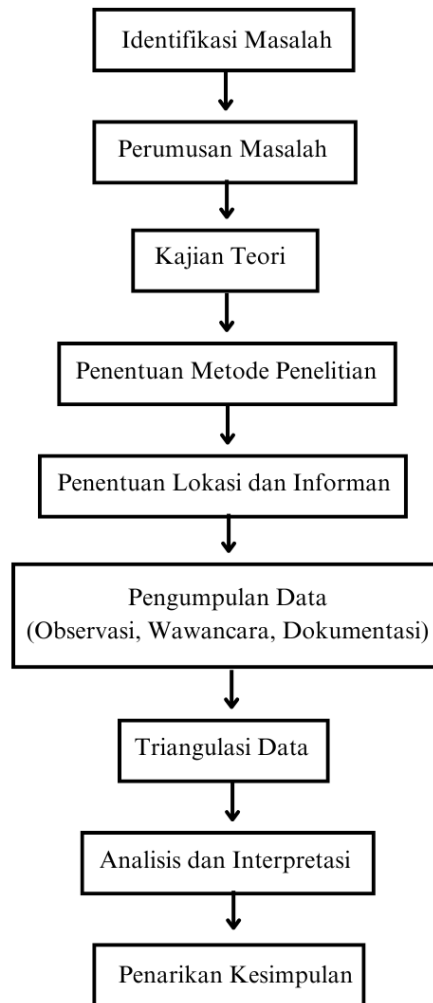 Identifikasi Masalah
Perumusan Masalah
Kajian Teori
Penentuan Metode Penelitian
Penentuan Lokasi dan Informan
Pengumpulan Data
(Observasi, Wawancara, Dokumentasi)
Triangulasi Data
Analisis dan Interpretasi
Penarikan Kesimpulan